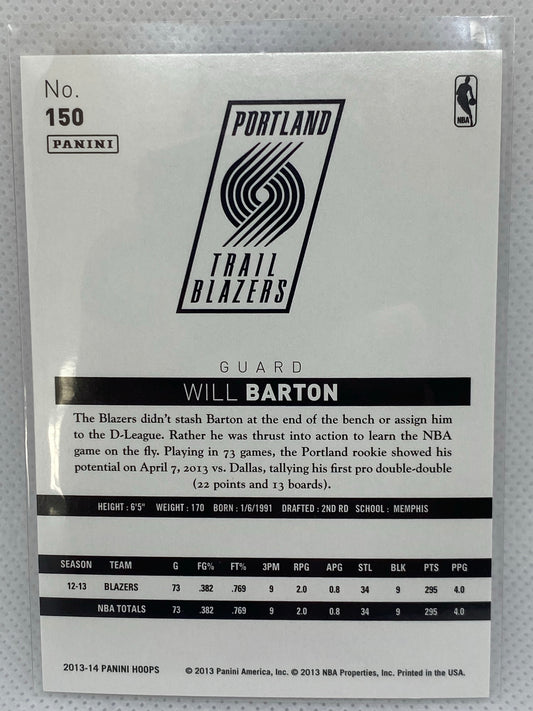 No.
150
PANINI
NBA
PORTLAND
TRAIL
BLAZERS
GUARD
WILL BARTON
The Blazers didn't stash Barton at the end of the bench or assign him
to the D-League. Rather he was thrust into action to learn the NBA
game on the fly. Playing in 73 games, the Portland rookie showed his
potential on April 7, 2013 vs. Dallas, tallying his first pro double-double
(22 points and 13 boards).
HEIGHT : 6'5" WEIGHT : 170 BORN : 1/6/1991 DRAFTED : 2ND RD SCHOOL : MEMPHIS
SEASON TEAM G FG% FT% 3PM RPG APG STL BLK PTS PPG
12-13 BLAZERS 73 .382 .769 9 2.0 0.8 34 9 295 4.0
NBA TOTALS 73 .382 .769 9 2.0 0.8 34 9 295 4.0
2013-14 PANINI HOOPS © 2013 Panini America, Inc. © 2013 NBA Properties, Inc. Printed in the USA.